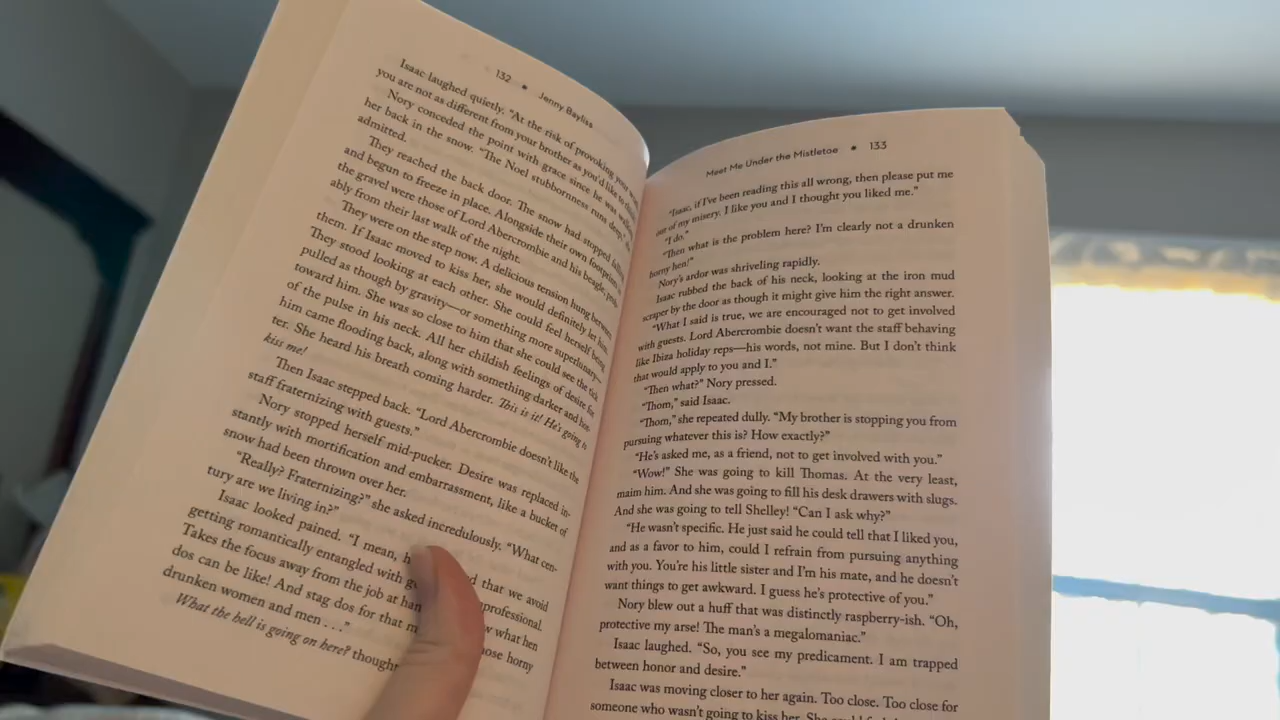 132 • Jenny Bayliss
Isaac laughed quietly. "At the risk of provoking your
you are not as different from your brother as you'd like to
Nory conceded the point with grace since he was
her back in the snow. "The Noel stubbornness runs deep," she
admitted.
They reached the back door. The snow had stopped
and begun to freeze in place. Alongside their own footprints
the gravel were those of Lord Abercrombie and his beagle,
ably from their last walk of the night.
They were on the step now. A delicious tension hung between
them. If Isaac moved to kiss her, she would definitely let him.
They stood looking at each other. She could feel herself being
pulled as though by gravity—or something more superlunary—
toward him. She was so close to him that she could see the tick
of the pulse in his neck. All her childish feelings of desire for
him came flooding back, along with something darker and
ter. She heard his breath coming harder. This is it! He's going to
kiss me!
Then Isaac stepped back. "Lord Abercrombie doesn't like the
staff fraternizing with guests."
Nory stopped herself mid-pucker. Desire was replaced in-
stantly with mortification and embarrassment, like a bucket of
snow had been thrown over her.
"Really? Fraternizing?" she asked incredulously. "What cen-
tury are we living in?"
Isaac looked pained. "I mean, h d that we avoid
getting romantically entangled with g professional.
Takes the focus away from the job at han w what hen
dos can be like! And stag dos for that m ose horny
drunken women and men . . ."
What the hell is going on here? though
Meet Me Under the Mistletoe • 133
"Isaac, if I've been reading this all wrong, then please put me
out of my misery. I like you and I thought you liked me."
"I do."
"Then what is the problem here? I'm clearly not a drunken
horny hen!"
Nory's ardor was shriveling rapidly.
Isaac rubbed the back of his neck, looking at the iron mud
scraper by the door as though it might give him the right answer.
"What I said is true, we are encouraged not to get involved
with guests. Lord Abercrombie doesn't want the staff behaving
like Ibiza holiday reps—his words, not mine. But I don't think
that would apply to you and I."
"Then what?" Nory pressed.
"Thom," said Isaac.
"Thom," she repeated dully. "My brother is stopping you from
pursuing whatever this is? How exactly?"
"He's asked me, as a friend, not to get involved with you."
"Wow!" She was going to kill Thomas. At the very least,
maim him. And she was going to fill his desk drawers with slugs.
And she was going to tell Shelley! "Can I ask why?"
"He wasn't specific. He just said he could tell that I liked you,
and as a favor to him, could I refrain from pursuing anything
with you. You're his little sister and I'm his mate, and he doesn't
want things to get awkward. I guess he's protective of you."
Nory blew out a huff that was distinctly raspberry-ish. "Oh,
protective my arse! The man's a megalomaniac."
Isaac laughed. "So, you see my predicament. I am trapped
between honor and desire."
Isaac was moving closer to her again. Too close. Too close for
someone who wasn't going to kiss her. She